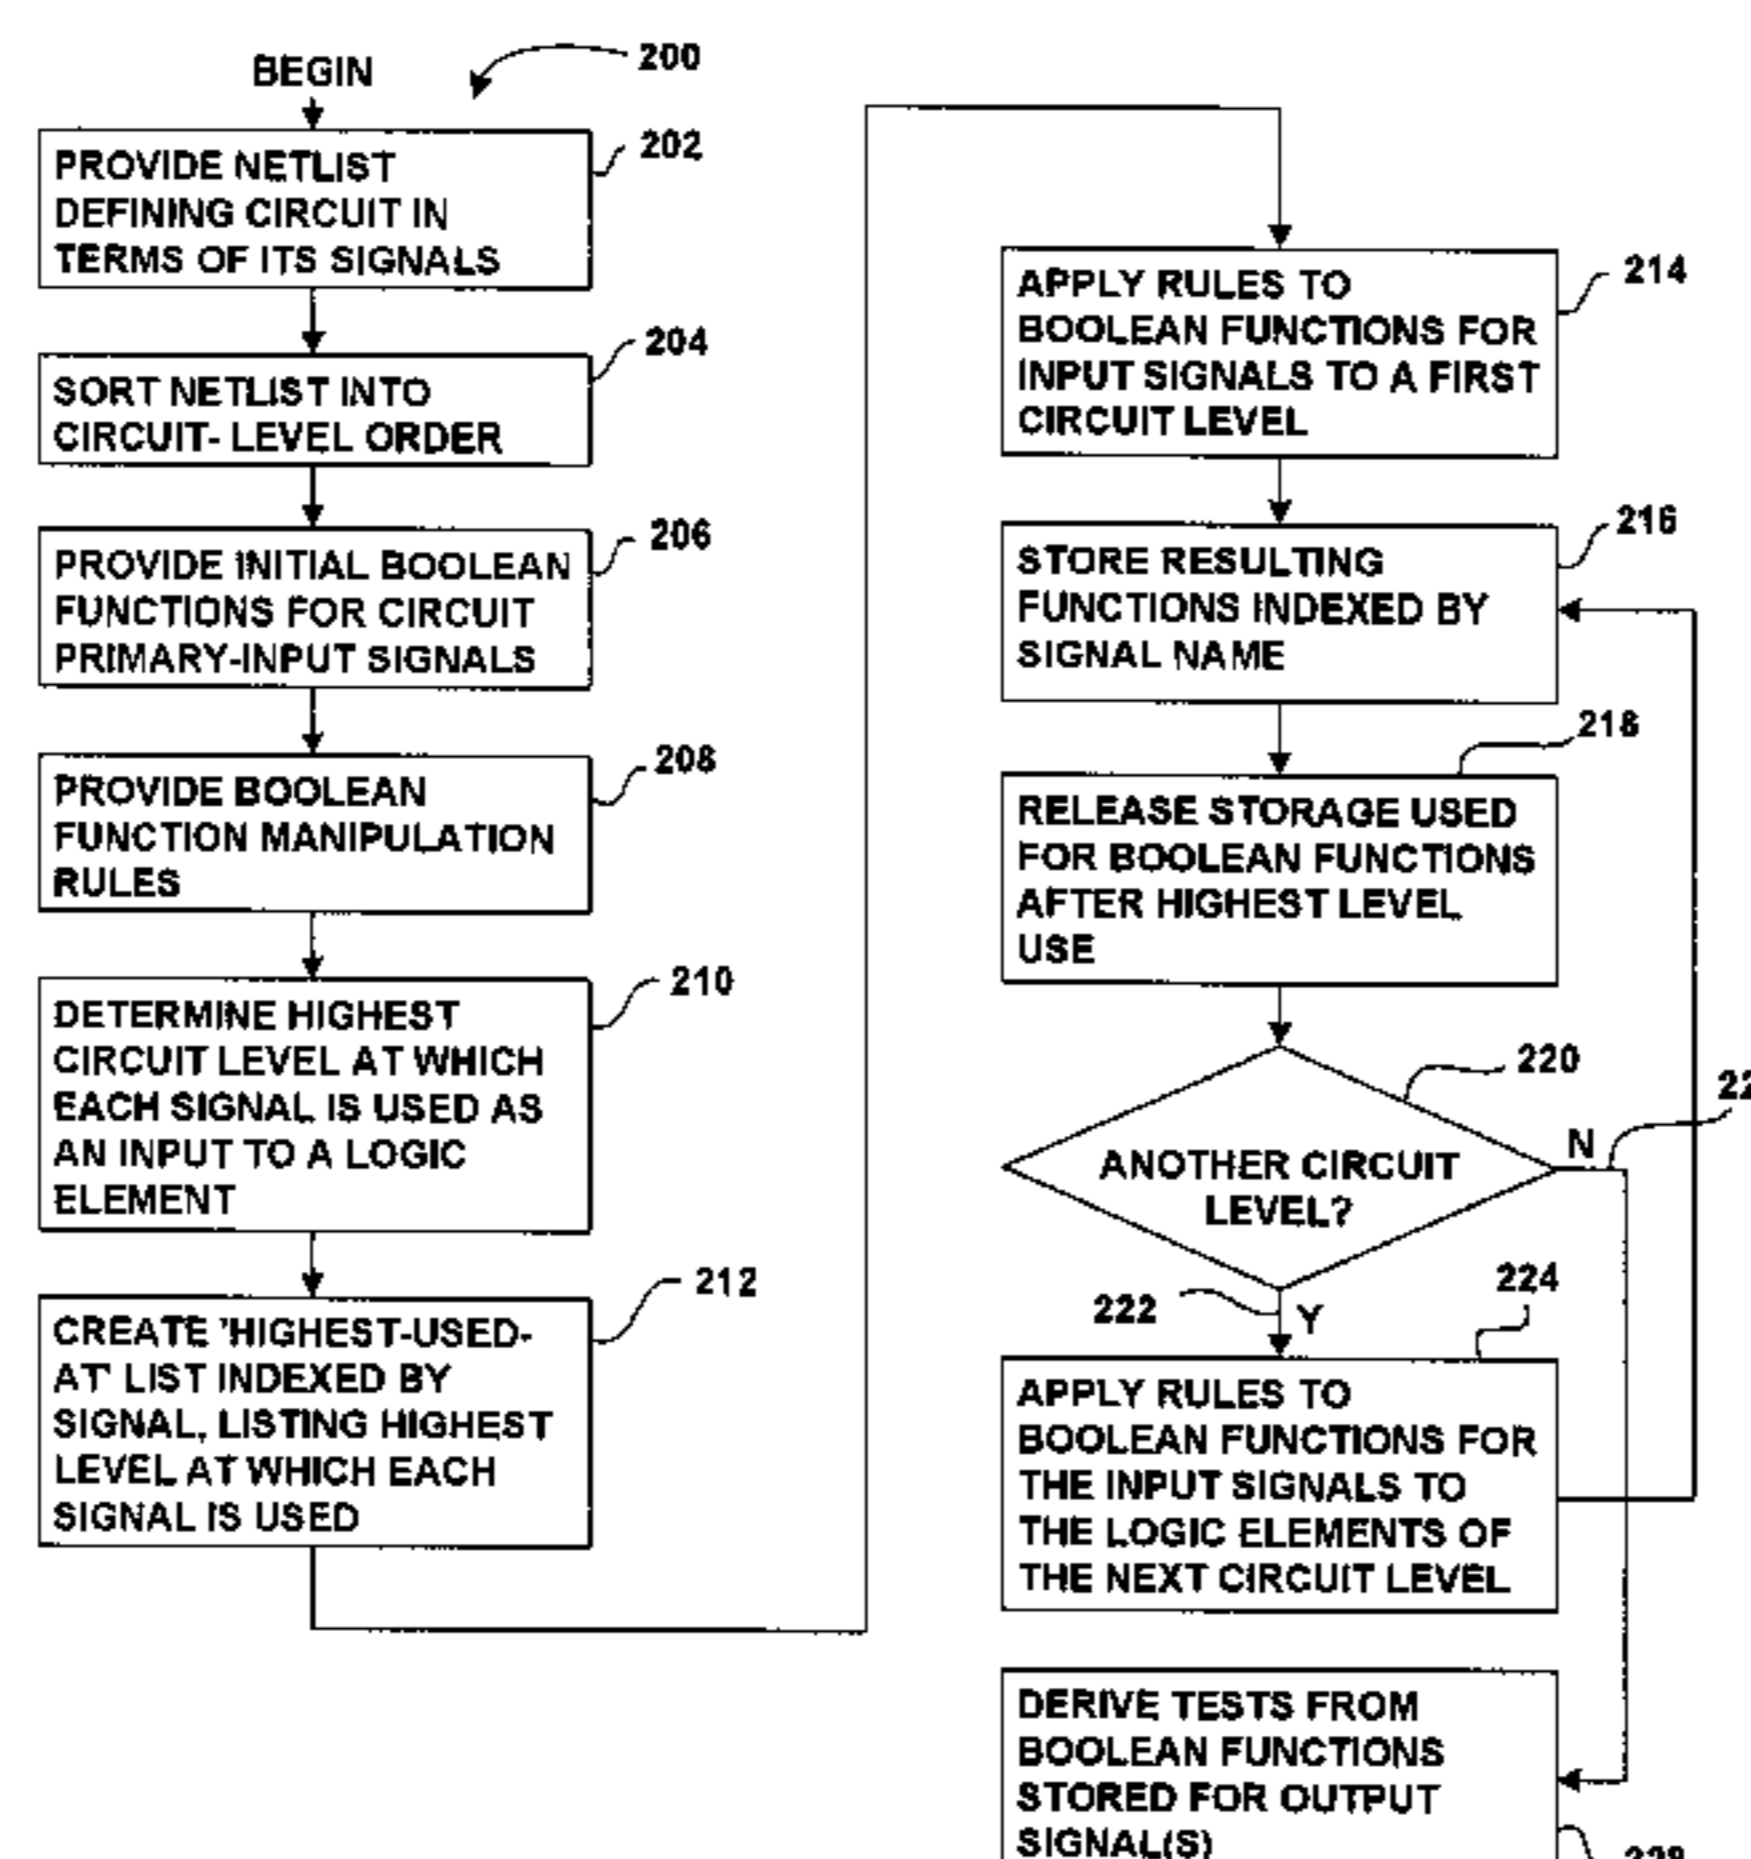 BEGIN
200
PROVIDE NETLIST
DEFINING CIRCUIT IN
TERMS OF ITS SIGNALS
202
SORT NETLIST INTO
CIRCUIT- LEVEL ORDER
204
PROVIDE INITIAL BOOLEAN
FUNCTIONS FOR CIRCUIT
PRIMARY-INPUT SIGNALS
206
PROVIDE BOOLEAN
FUNCTION MANIPULATION
RULES
208
DETERMINE HIGHEST
CIRCUIT LEVEL AT WHICH
EACH SIGNAL IS USED AS
AN INPUT TO A LOGIC
ELEMENT
210
CREATE 'HIGHEST-USED-
AT' LIST INDEXED BY
SIGNAL, LISTING HIGHEST
LEVEL AT WHICH EACH
SIGNAL IS USED
212
APPLY RULES TO
BOOLEAN FUNCTIONS FOR
INPUT SIGNALS TO A FIRST
CIRCUIT LEVEL
214
STORE RESULTING
FUNCTIONS INDEXED BY
SIGNAL NAME
216
RELEASE STORAGE USED
FOR BOOLEAN FUNCTIONS
AFTER HIGHEST LEVEL
USE
218
ANOTHER CIRCUIT
LEVEL?
220
N
222
Y
APPLY RULES TO
BOOLEAN FUNCTIONS FOR
THE INPUT SIGNALS TO
THE LOGIC ELEMENTS OF
THE NEXT CIRCUIT LEVEL
224
DERIVE TESTS FROM
BOOLEAN FUNCTIONS
STORED FOR OUTPUT
SIGNAL(S)